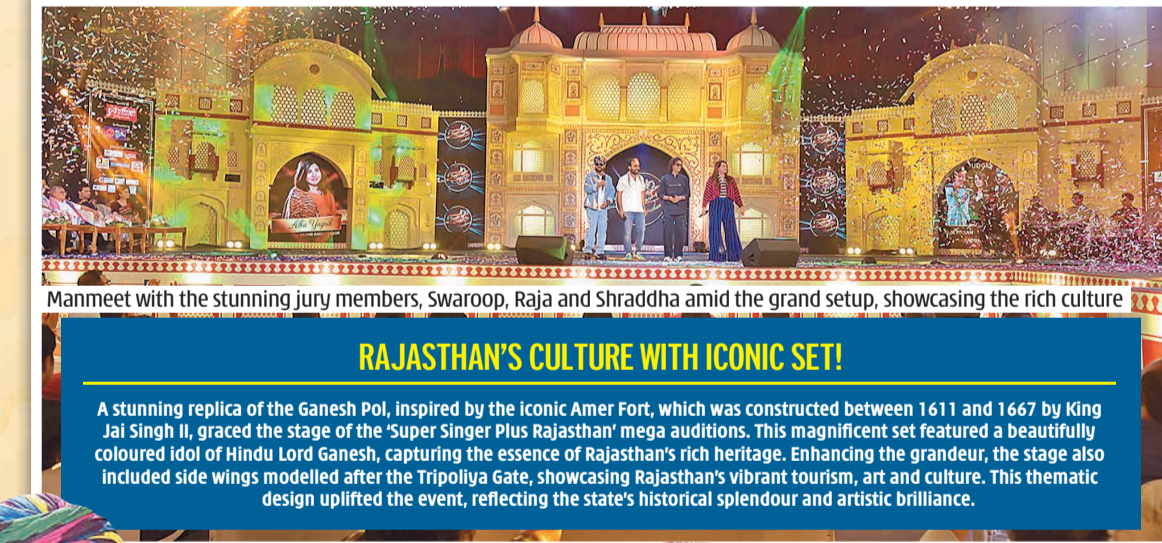 Alka Yagnik
Manmeet with the stunning jury members, Swaroop, Raja and Shraddha amid the grand setup, showcasing the rich culture
RAJASTHAN'S CULTURE WITH ICONIC SET!
A stunning replica of the Ganesh Pol, inspired by the iconic Amer Fort, which was constructed between 1611 and 1667 by King
Jai Singh II, graced the stage of the 'Super Singer Plus Rajasthan' mega auditions. This magnificent set featured a beautifully
coloured idol of Hindu Lord Ganesh, capturing the essence of Rajasthan's rich heritage. Enhancing the grandeur, the stage also
included side wings modelled after the Tripoliya Gate, showcasing Rajasthan's vibrant tourism, art and culture. This thematic
design uplifted the event, reflecting the state's historical splendour and artistic brilliance.